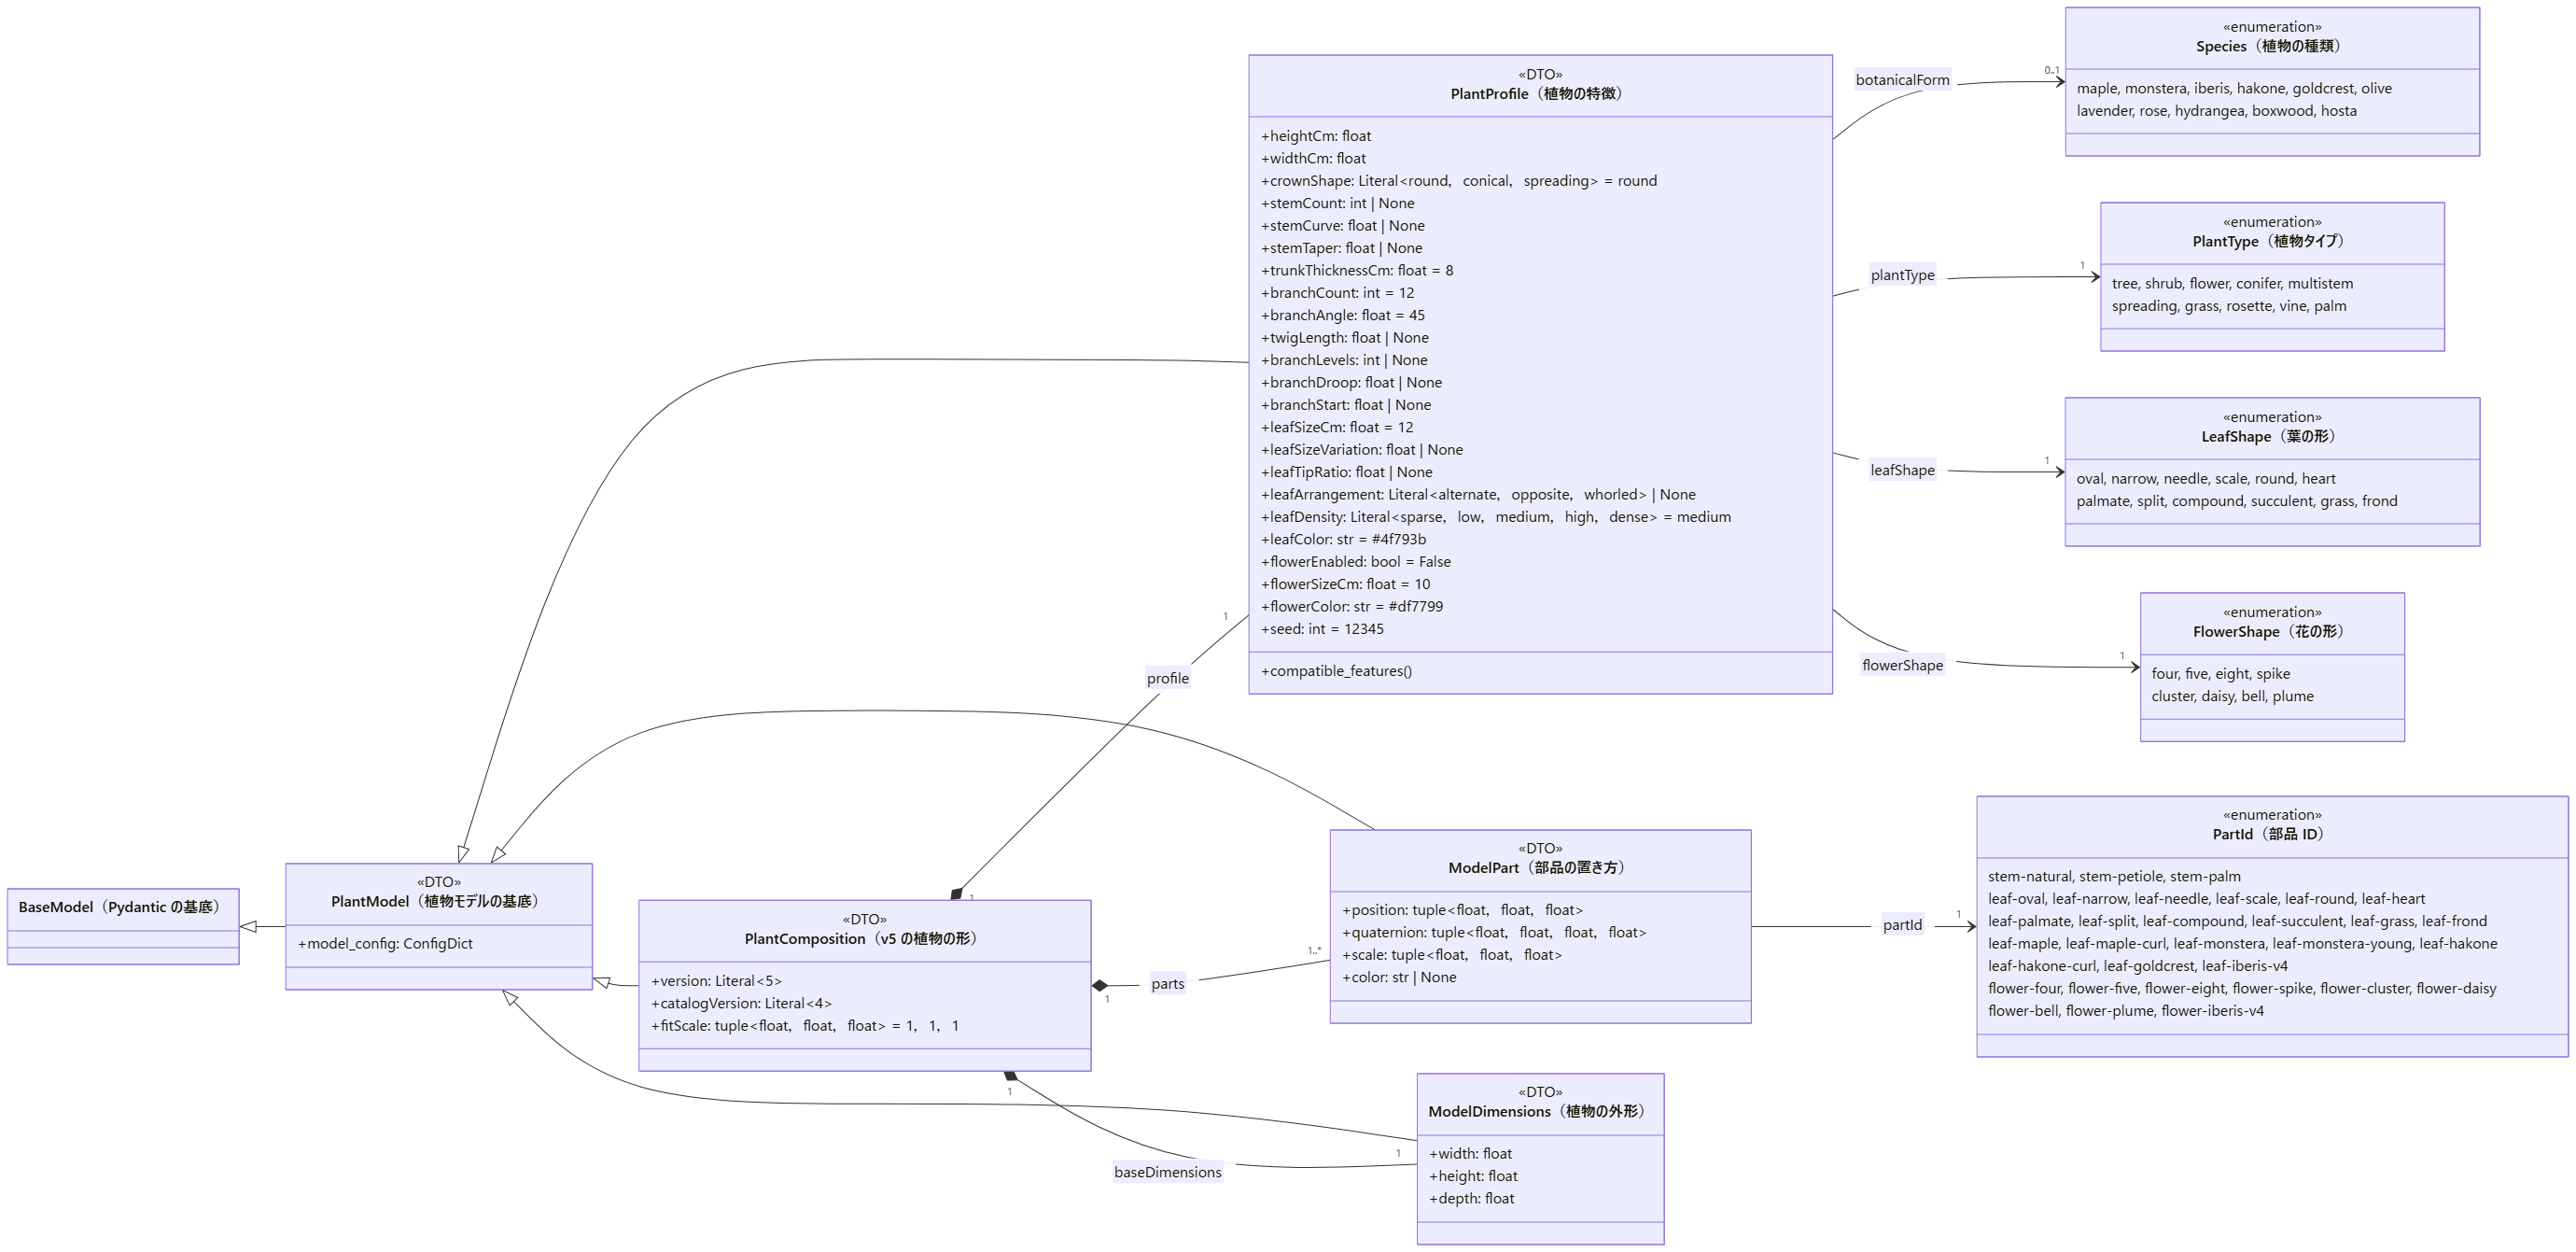 «enumeration»
Species（植物の種類）
maple, monstera, iberis, hakone, goldcrest, olive
lavender, rose, hydrangea, boxwood, hosta
«DTO»
PlantProfile（植物の特徴）
+heightCm: float
+widthCm: float
+crownShape: Literal<round, conical, spreading> = round
+stemCount: int | None
+stemCurve: float | None
+stemTaper: float | None
+trunkThicknessCm: float = 8
+branchCount: int = 12
+branchAngle: float = 45
+twigLength: float | None
+branchLevels: int | None
+branchDroop: float | None
+branchStart: float | None
+leafSizeCm: float = 12
+leafSizeVariation: float | None
+leafTipRatio: float | None
+leafArrangement: Literal<alternate, opposite, whorled> | None
+leafDensity: Literal<sparse, low, medium, high, dense> = medium
+leafColor: str = #4f793b
+flowerEnabled: bool = False
+flowerSizeCm: float = 10
+flowerColor: str = #df7799
+seed: int = 12345
+compatible_features()
botanicalForm
0..1
«enumeration»
PlantType（植物タイプ）
tree, shrub, flower, conifer, multistem
spreading, grass, rosette, vine, palm
plantType
1
«enumeration»
LeafShape（葉の形）
oval, narrow, needle, scale, round, heart
palmate, split, compound, succulent, grass, frond
leafShape
1
«enumeration»
FlowerShape（花の形）
four, five, eight, spike
cluster, daisy, bell, plume
flowerShape
1
1
profile
1
«enumeration»
PartId（部品 ID）
stem-natural, stem-petiole, stem-palm
leaf-oval, leaf-narrow, leaf-needle, leaf-scale, leaf-round, leaf-heart
leaf-palmate, leaf-split, leaf-compound, leaf-succulent, leaf-grass, leaf-frond
leaf-maple, leaf-maple-curl, leaf-monstera, leaf-monstera-young, leaf-hakone
leaf-hakone-curl, leaf-goldcrest, leaf-iberis-v4
flower-four, flower-five, flower-eight, flower-spike, flower-cluster, flower-daisy
flower-bell, flower-plume, flower-iberis-v4
«DTO»
ModelPart（部品の置き方）
+position: tuple<float, float, float>
+quaternion: tuple<float, float, float, float>
+scale: tuple<float, float, float>
+color: str | None
partId
1
BaseModel（Pydantic の基底）
«DTO»
PlantModel（植物モデルの基底）
+model_config: ConfigDict
«DTO»
PlantComposition（v5 の植物の形）
+version: Literal<5>
+catalogVersion: Literal<4>
+fitScale: tuple<float, float, float> = 1, 1, 1
1
parts
1..*
1
baseDimensions
1
«DTO»
ModelDimensions（植物の外形）
+width: float
+height: float
+depth: float